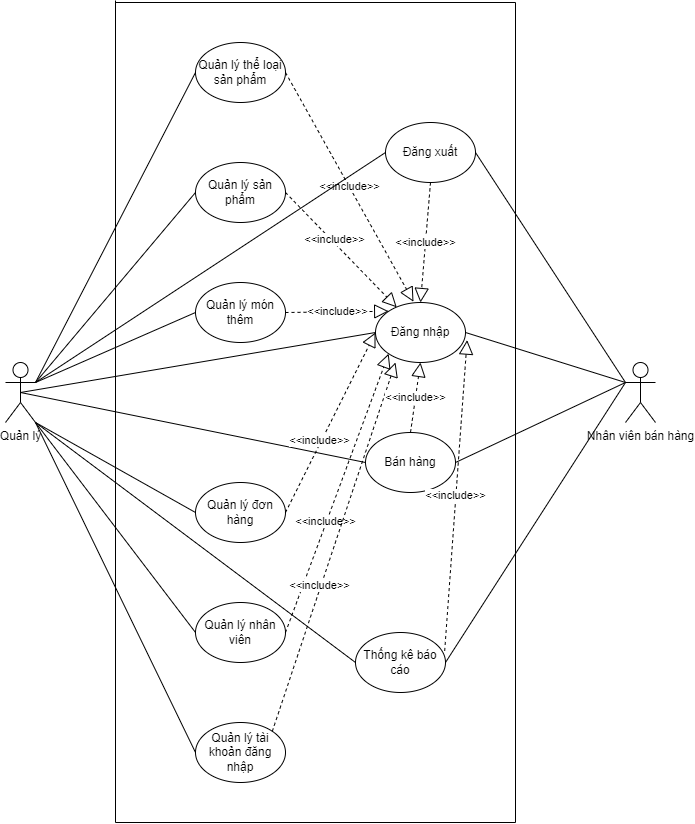 Quản lý thể loại
sản phẩm
Đăng xuất
Quản lý sản
phẩm
<<include>>
<<include>>
<<include>>
Quản lý món
thêm
<<include>>
Đăng nhập
Quản lý
Nhân viên bán hàng
<<include>>
<<include>>
Bán hàng
<<include>>
Quản lý đơn
hàng
<<include>>
<<include>>
Quản lý nhân
viên
Thống kê báo
cáo
Quản lý tài
khoản đăng
nhập